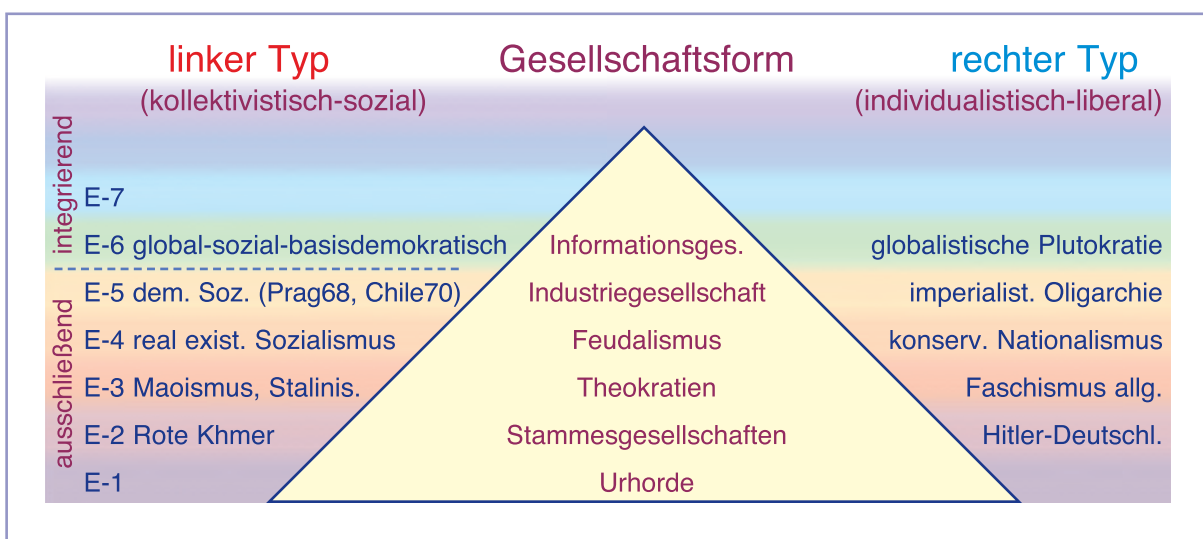 linker Typ Gesellschaftsform rechter Typ
(kollektivistisch-sozial) (individualistisch-liberal)
integrierend
E-7
E-6 global-sozial-basisdemokratisch Informationsges. globalistische Plutokratie
ausschließend
E-5 dem. Soz. (Prag68, Chile70) Industriegesellschaft imperialist. Oligarchie
E-4 real exist. Sozialismus Feudalismus konserv. Nationalismus
E-3 Maoismus, Stalinis. Theokratien Faschismus allg.
E-2 Rote Khmer Stammesgesellschaften Hitler-Deutschl.
E-1 Urhorde